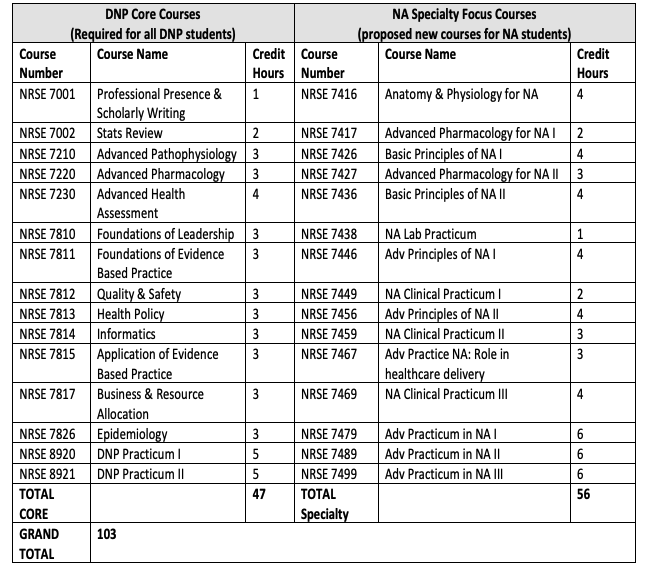 DNP Core Courses
(Required for all DNP students)
NA Specialty Focus Courses
(proposed new courses for NA students)
Course Number
Course Name
Credit Hours
Course Number
Course Name
Credit Hours
NRSE 7001 Professional Presence & Scholarly Writing 1 NRSE 7416 Anatomy & Physiology for NA 4
NRSE 7002 Stats Review 2 NRSE 7417 Advanced Pharmacology for NA I 2
NRSE 7210 Advanced Pathophysiology 3 NRSE 7426 Basic Principles of NA I 4
NRSE 7220 Advanced Pharmacology 3 NRSE 7427 Advanced Pharmacology for NA II 3
NRSE 7230 Advanced Health Assessment 4 NRSE 7436 Basic Principles of NA II 4
NRSE 7810 Foundations of Leadership 3 NRSE 7438 NA Lab Practicum 1
NRSE 7811 Foundations of Evidence Based Practice 3 NRSE 7446 Adv Principles of NA I 4
NRSE 7812 Quality & Safety 3 NRSE 7449 NA Clinical Practicum I 2
NRSE 7813 Health Policy 3 NRSE 7456 Adv Principles of NA II 4
NRSE 7814 Informatics 3 NRSE 7459 NA Clinical Practicum II 3
NRSE 7815 Application of Evidence Based Practice 3 NRSE 7467 Adv Practice NA: Role in healthcare delivery 3
NRSE 7817 Business & Resource Allocation 3 NRSE 7469 NA Clinical Practicum III 4
NRSE 7826 Epidemiology 3 NRSE 7479 Adv Practicum in NA I 6
NRSE 8920 DNP Practicum I 5 NRSE 7489 Adv Practicum in NA II 6
NRSE 8921 DNP Practicum II 5 NRSE 7499 Adv Practicum in NA III 6
TOTAL CORE 47 TOTAL Specialty 56
GRAND TOTAL 103